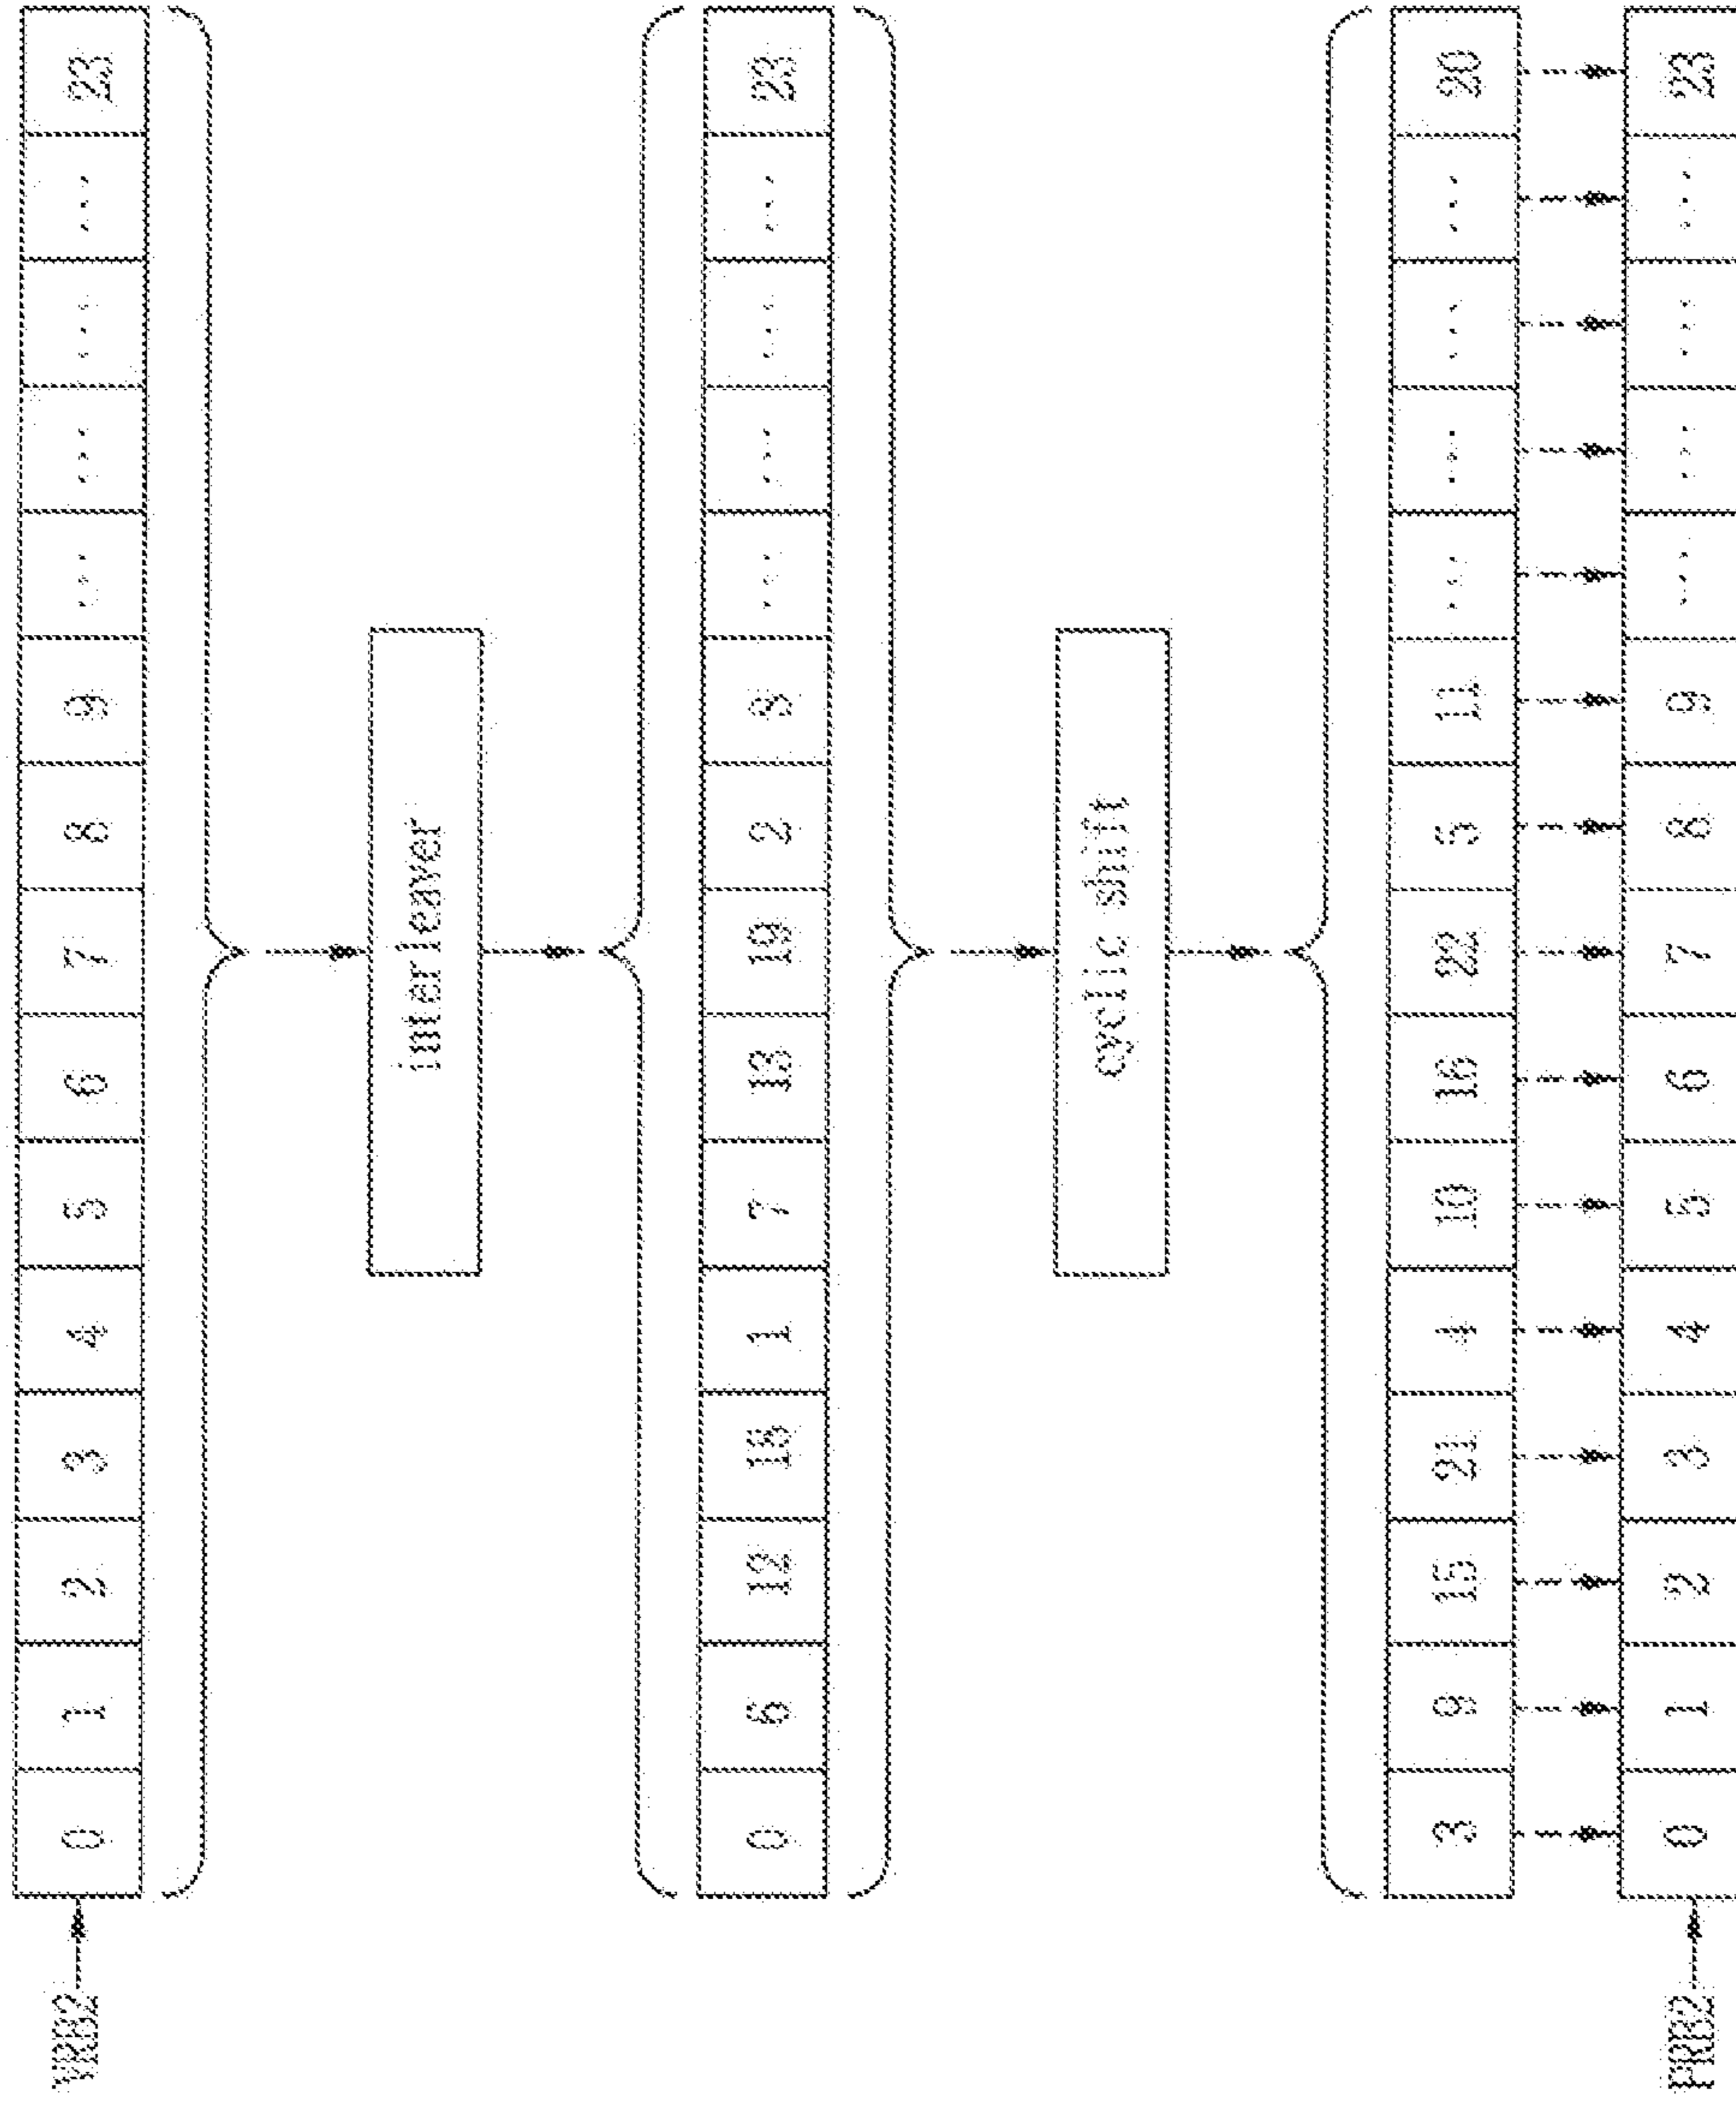 VRB2 0 1 2 3 4 5 6 7 8 9 ... ... ... ... 23
interleaver
0 6 12 18 1 7 13 19 2 8 ... ... ... ... 23
cyclic shift
3 9 15 21 4 10 16 22 5 11 ... ... ... ... 20
PRB2 0 1 2 3 4 5 6 7 8 9 ... ... ... ... 23